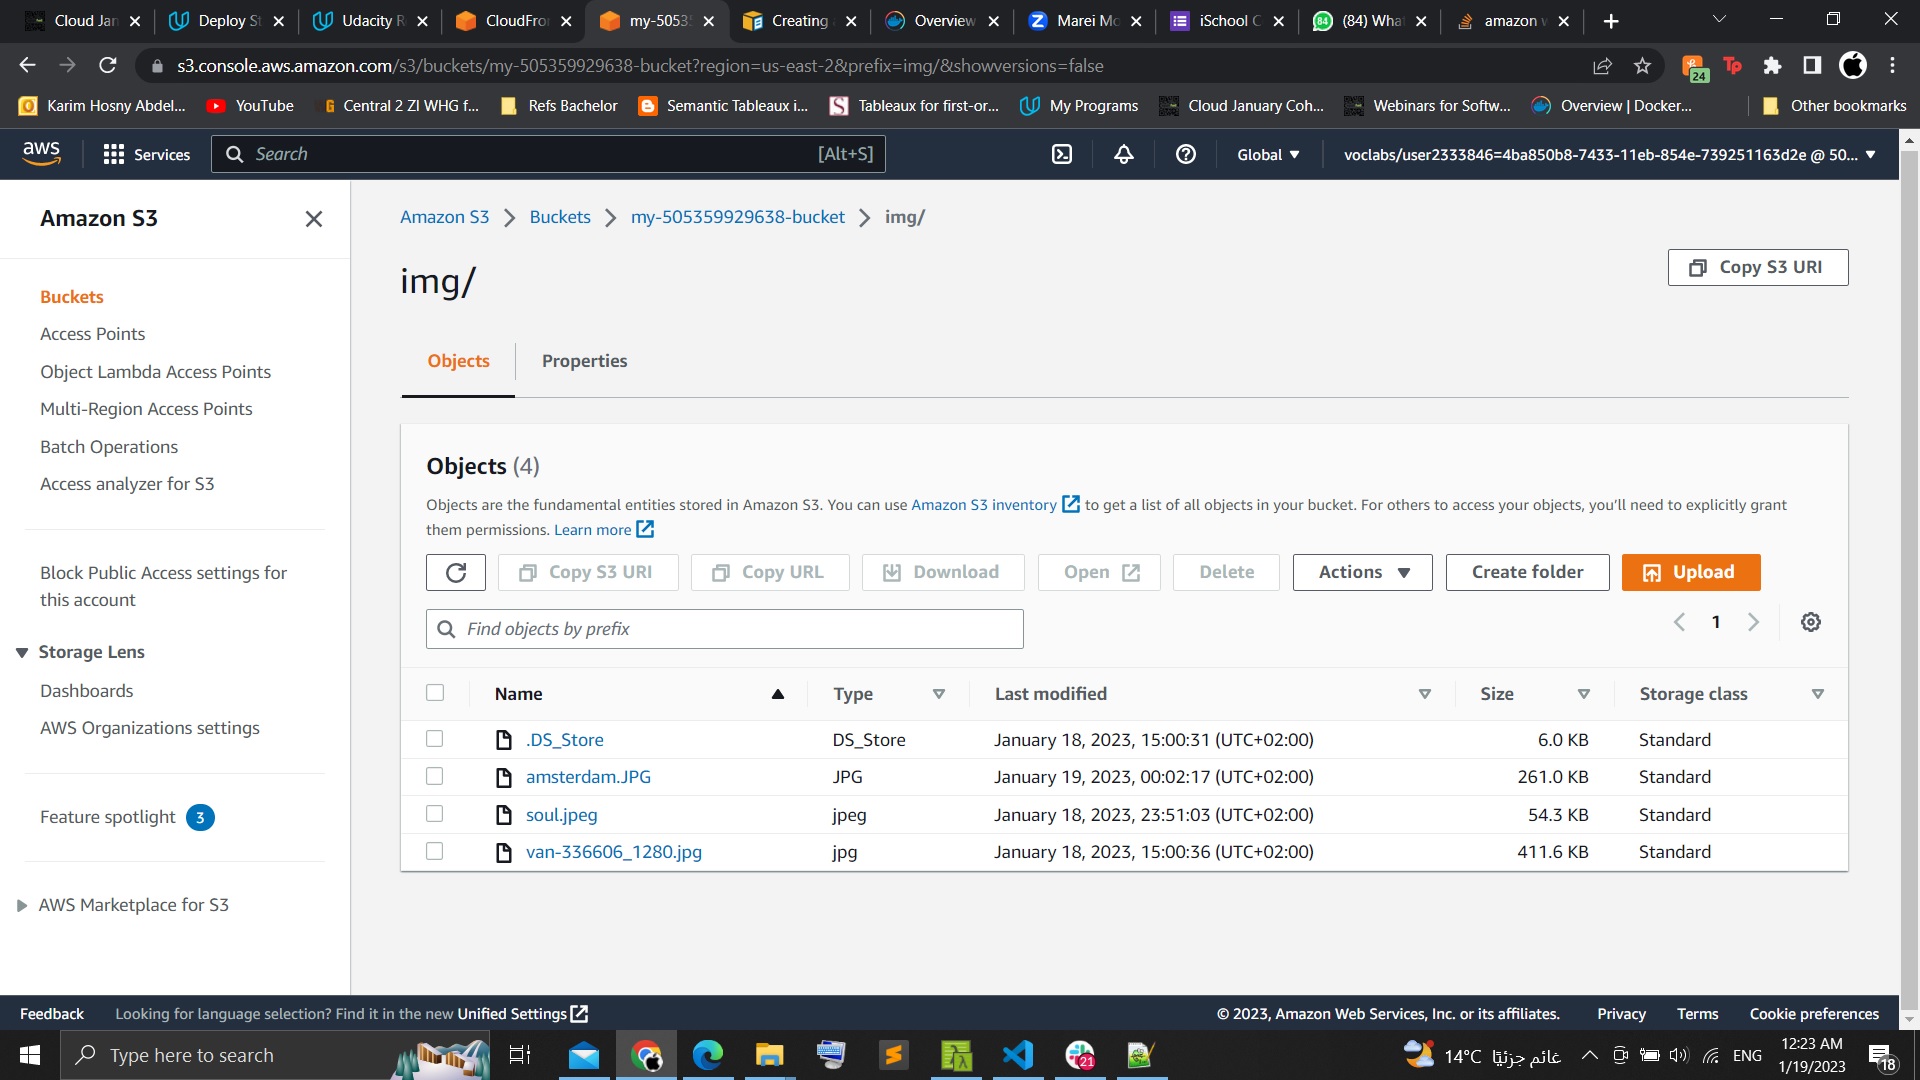 Cloud Jan
Deploy St
Udacity R
CloudFro
my-5053
Creating
Overview
Marei Mo
iSchool C
(84) Wha
amazon w
s3.console.aws.amazon.com/s3/buckets/my-505359929638-bucket?region=us-east-2&prefix=img/&showversions=false
24
Karim Hosny Abdel...
YouTube
Central 2 ZI WHG f...
Refs Bachelor
Semantic Tableaux i...
Tableaux for first-or...
My Programs
Cloud January Coh...
Webinars for Softw...
Overview | Docker...
Other bookmarks
aws
Services
Search
[Alt+S]
Global
voclabs/user2333846=4ba850b8-7433-11eb-854e-739251163d2e @ 50...
Amazon S3
Buckets
Access Points
Object Lambda Access Points
Multi-Region Access Points
Batch Operations
Access analyzer for S3
Block Public Access settings for
this account
Storage Lens
Dashboards
AWS Organizations settings
Feature spotlight 3
AWS Marketplace for S3
Amazon S3
Buckets
my-505359929638-bucket
img/
img/
Copy S3 URI
Objects
Properties
Objects (4)
Objects are the fundamental entities stored in Amazon S3. You can use Amazon S3 inventory to get a list of all objects in your bucket. For others to access your objects, you'll need to explicitly grant
them permissions. Learn more
Copy S3 URI
Copy URL
Download
Open
Delete
Actions
Create folder
Upload
Find objects by prefix
1
Name Type Last modified Size Storage class
.DS_Store DS_Store January 18, 2023, 15:00:31 (UTC+02:00) 6.0 KB Standard
amsterdam.JPG JPG January 19, 2023, 00:02:17 (UTC+02:00) 261.0 KB Standard
soul.jpeg jpeg January 18, 2023, 23:51:03 (UTC+02:00) 54.3 KB Standard
van-336606_1280.jpg jpg January 18, 2023, 15:00:36 (UTC+02:00) 411.6 KB Standard
Feedback
Looking for language selection? Find it in the new Unified Settings
© 2023, Amazon Web Services, Inc. or its affiliates.
Privacy
Terms
Cookie preferences
Type here to search
21
14°C غائم جزئيًا
ENG
12:23 AM
1/19/2023
18